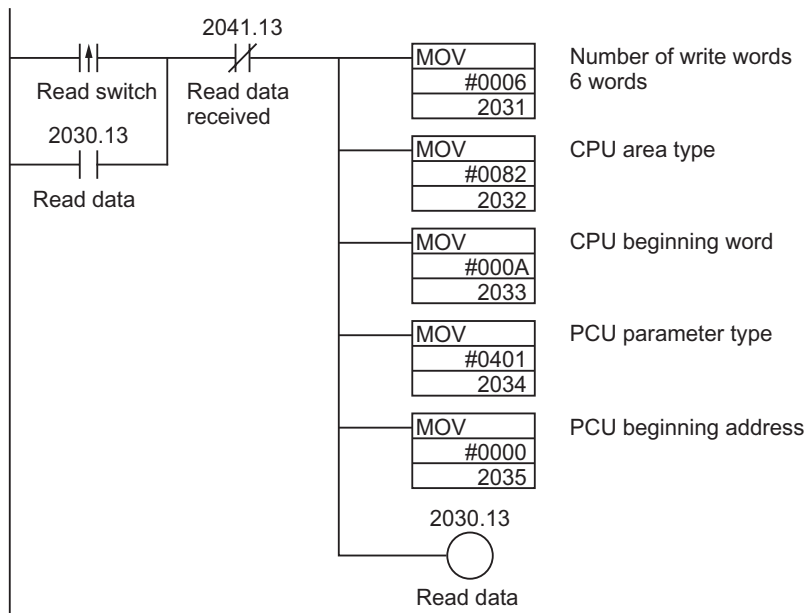 2041.13
Read switch
Read data
received
2030.13
Read data
MOV
#0006
2031
Number of write words
6 words
MOV
#0082
2032
CPU area type
MOV
#000A
2033
CPU beginning word
MOV
#0401
2034
PCU parameter type
MOV
#0000
2035
PCU beginning address
2030.13
Read data